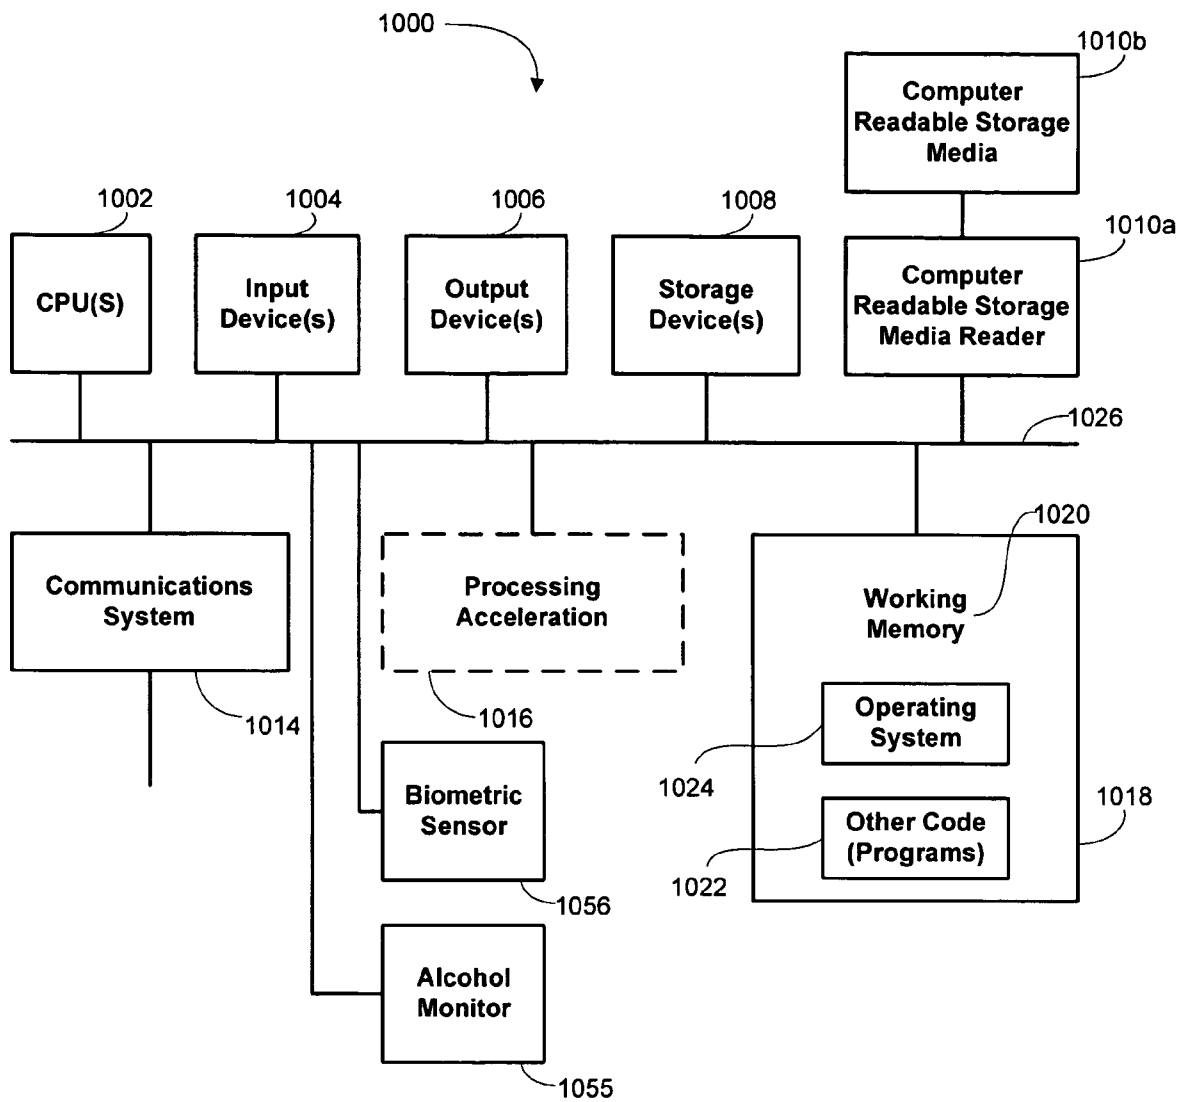 1000
1010b
Computer
Readable Storage
Media
1002
1004
1006
1008
1010a
CPU(S)
Input
Device(s)
Output
Device(s)
Storage
Device(s)
Computer
Readable Storage
Media Reader
1026
1020
Communications
System
Processing
Acceleration
Working
Memory
1014
1016
Operating
System
1024
Biometric
Sensor
1018
Other Code
(Programs)
1022
1056
Alcohol
Monitor
1055